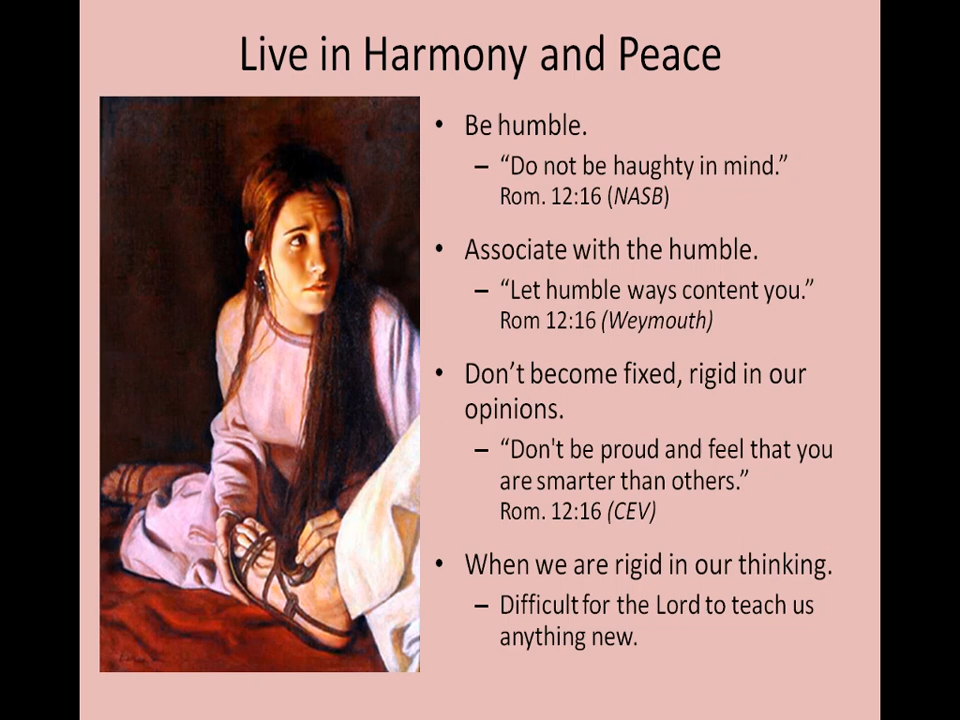 Live in Harmony and Peace
• Be humble.
– “Do not be haughty in mind.”
Rom. 12:16 (NASB)
• Associate with the humble.
– “Let humble ways content you.”
Rom 12:16 (Weymouth)
• Don’t become fixed, rigid in our
opinions.
– “Don't be proud and feel that you
are smarter than others.”
Rom. 12:16 (CEV)
• When we are rigid in our thinking.
– Difficult for the Lord to teach us
anything new.